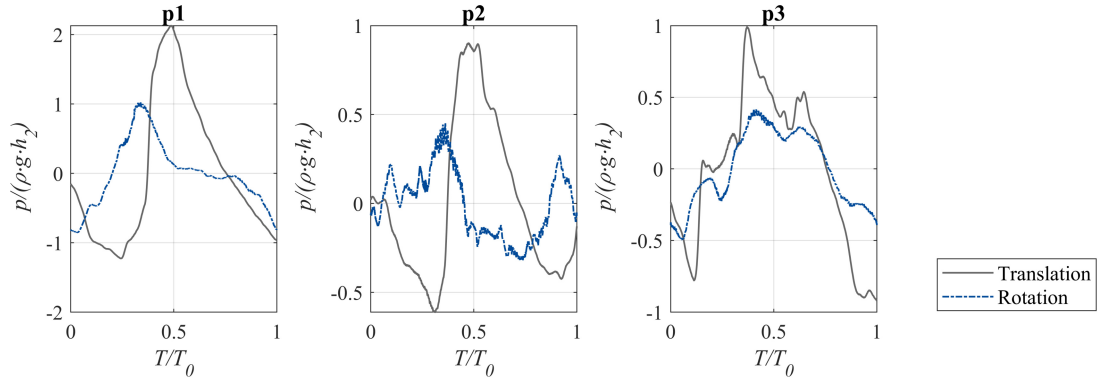 p1
p2
p3
2
1
0
-1
-2
1
0.5
0
-0.5
1
0.5
0
-0.5
-1
p/(ρ·g·h₂)
p/(ρ·g·h₂)
p/(ρ·g·h₂)
0 0.5 1
0 0.5 1
0 0.5 1
T/T₀
T/T₀
T/T₀
Translation
Rotation